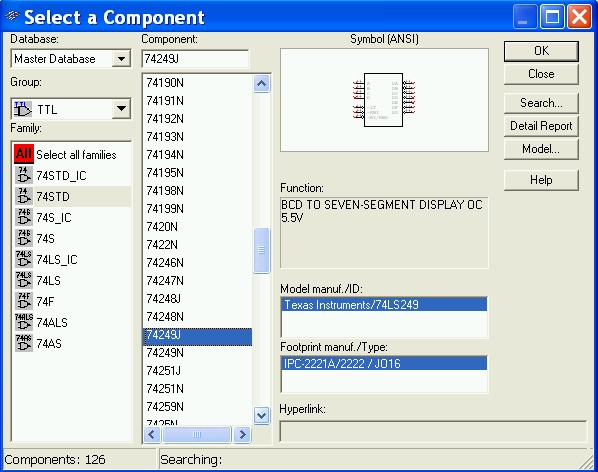 Select a Component
Database:
Master Database
Group:
TTL
Family:
All Select all families
74STD_IC
74STD
74S_IC
74S
74LS_IC
74LS
74F
74ALS
74AS
Component:
74249J
74190N
74191N
74192N
74193N
74194N
74195N
74198N
74199N
7420N
7422N
74246N
74247N
74248J
74248N
74249J
74249N
74251J
74251N
74259N
7425N
Symbol (ANSI)
Function:
BCD TO SEVEN-SEGMENT DISPLAY OC
5.5V
Model manuf./ID:
Texas Instruments/74LS249
Footprint manuf./Type:
IPC-2221A/2222 / JO16
Hyperlink:
OK
Close
Search...
Detail Report
Model...
Help
Components: 126
Searching: